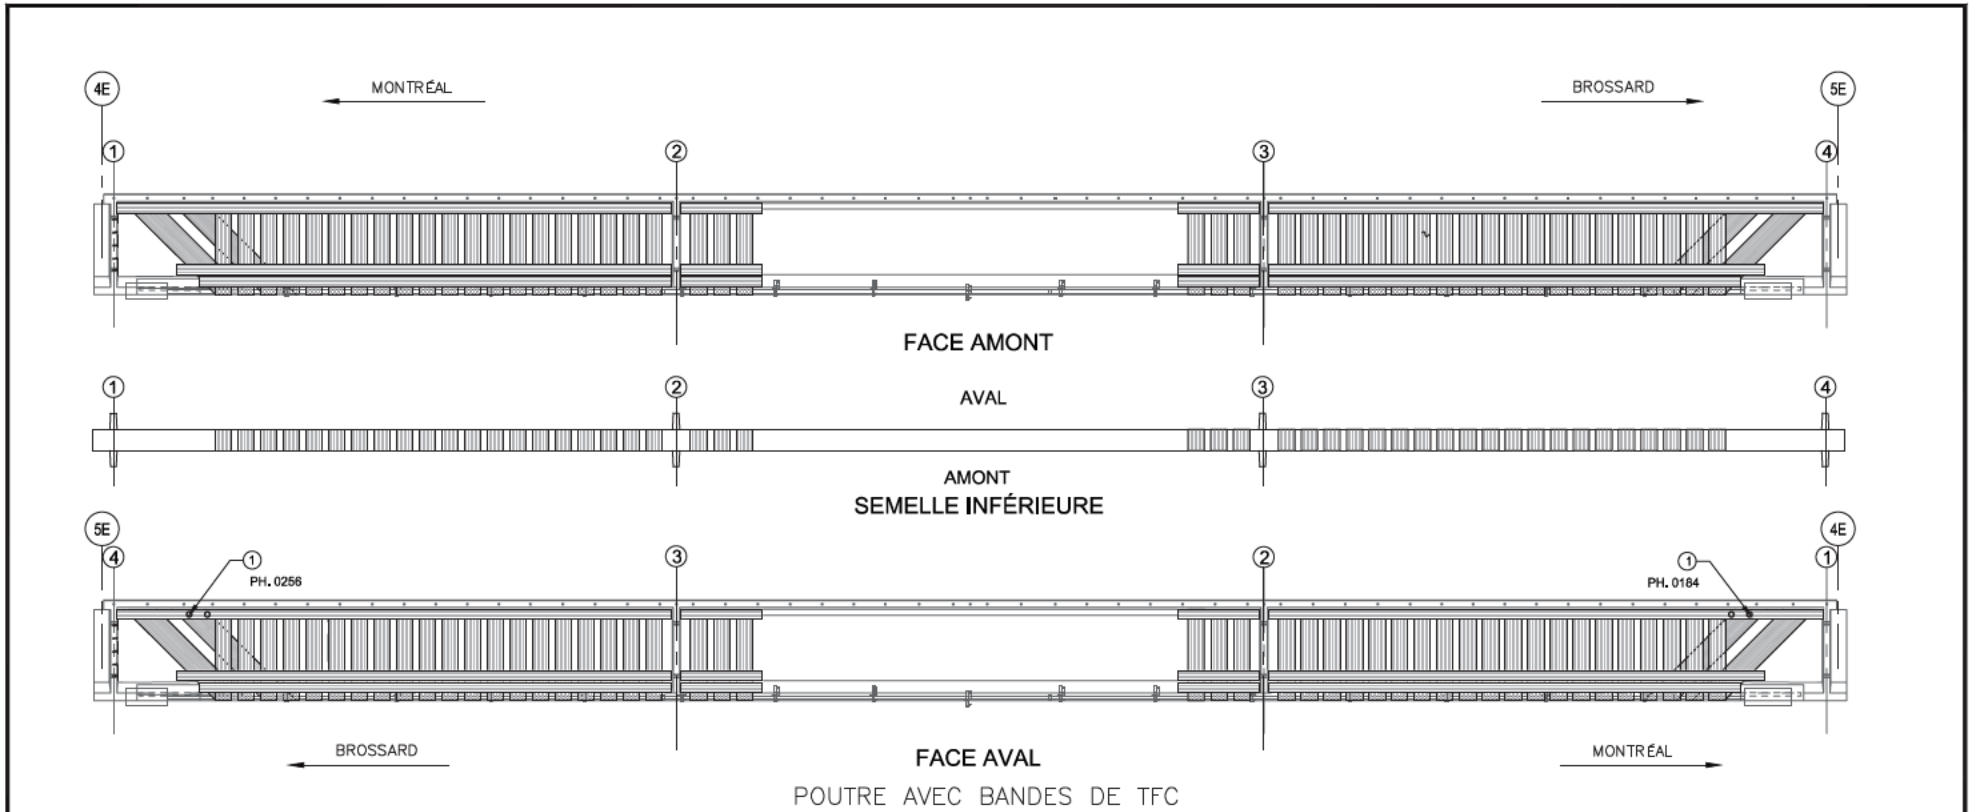 4E MONTRÉAL BROSSARD 5E
1 2 3 4
FACE AMONT
1 2 AVAL 3 4
AMONT
SEMELLE INFÉRIEURE
5E 4E
4 1 3 2 1 1
PH. 0256 PH. 0184
BROSSARD FACE AVAL MONTRÉAL
POUTRE AVEC BANDES DE TFC